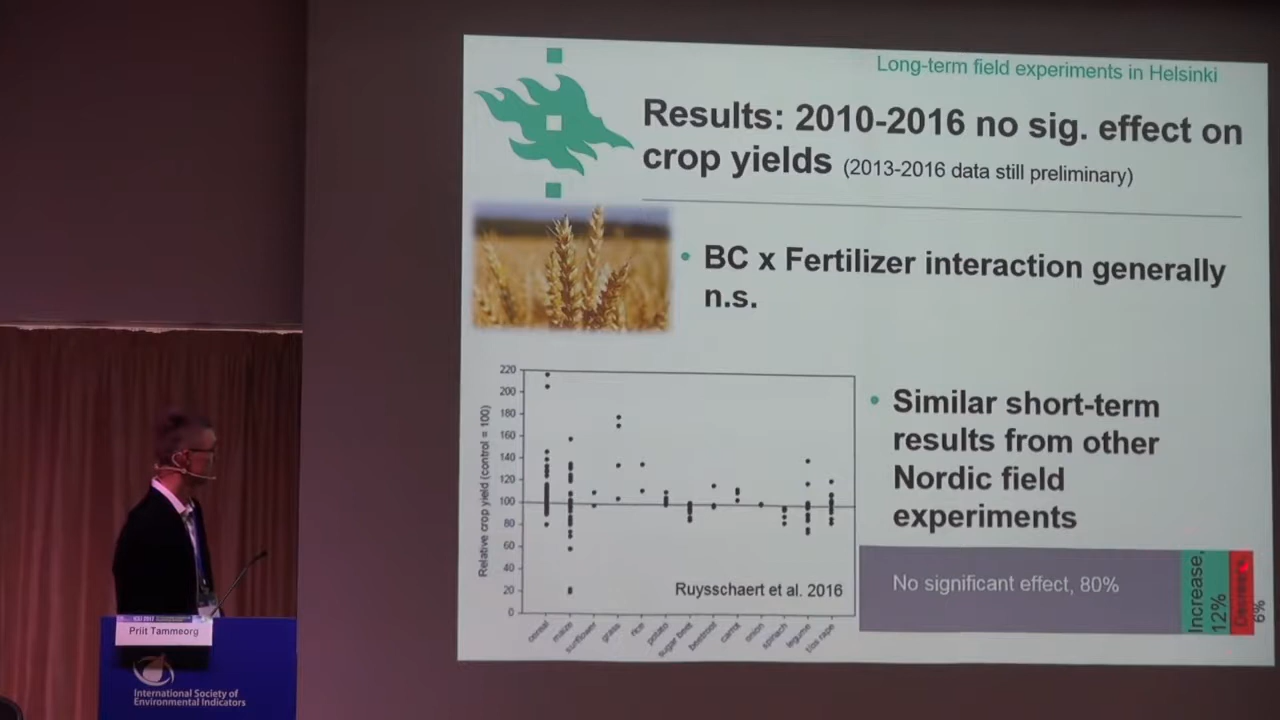 Long-term field experiments in Helsinki
Results: 2010-2016 no sig. effect on
crop yields (2013-2016 data still preliminary)
• BC x Fertilizer interaction generally
n.s.
Relative crop yield (control = 100)
220
200
180
160
140
120
100
80
60
40
20
0
cereal
maize
sunflower
grass
rice
potato
sugar beet
beetroot
carrot
onion
spinach
legume
Ruysschaert et al. 2016
• Similar short-term
results from other
Nordic field
experiments
No significant effect, 80%
Increase,
12%
6%
Priit Tammeorg
International Society of
Environmental Indicators